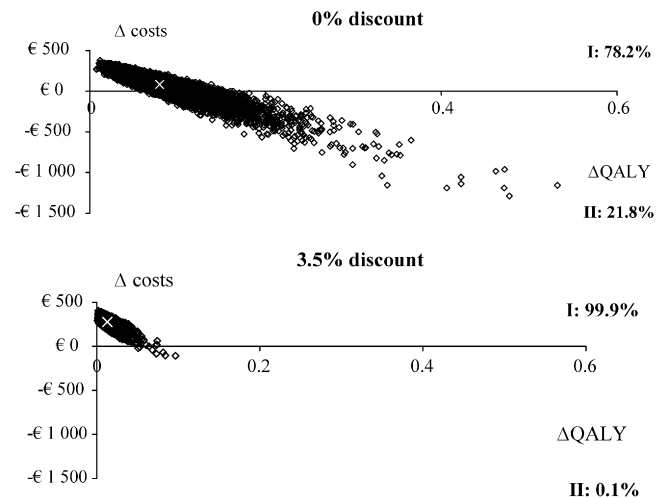 0% discount
Δ costs
I: 78.2%
€ 500
€ 0
-€ 500
-€ 1 000
-€ 1 500
0
0.4
0.6
ΔQALY
II: 21.8%
3.5% discount
Δ costs
I: 99.9%
€ 500
€ 0
-€ 500
-€ 1 000
-€ 1 500
0
0.2
0.4
0.6
ΔQALY
II: 0.1%